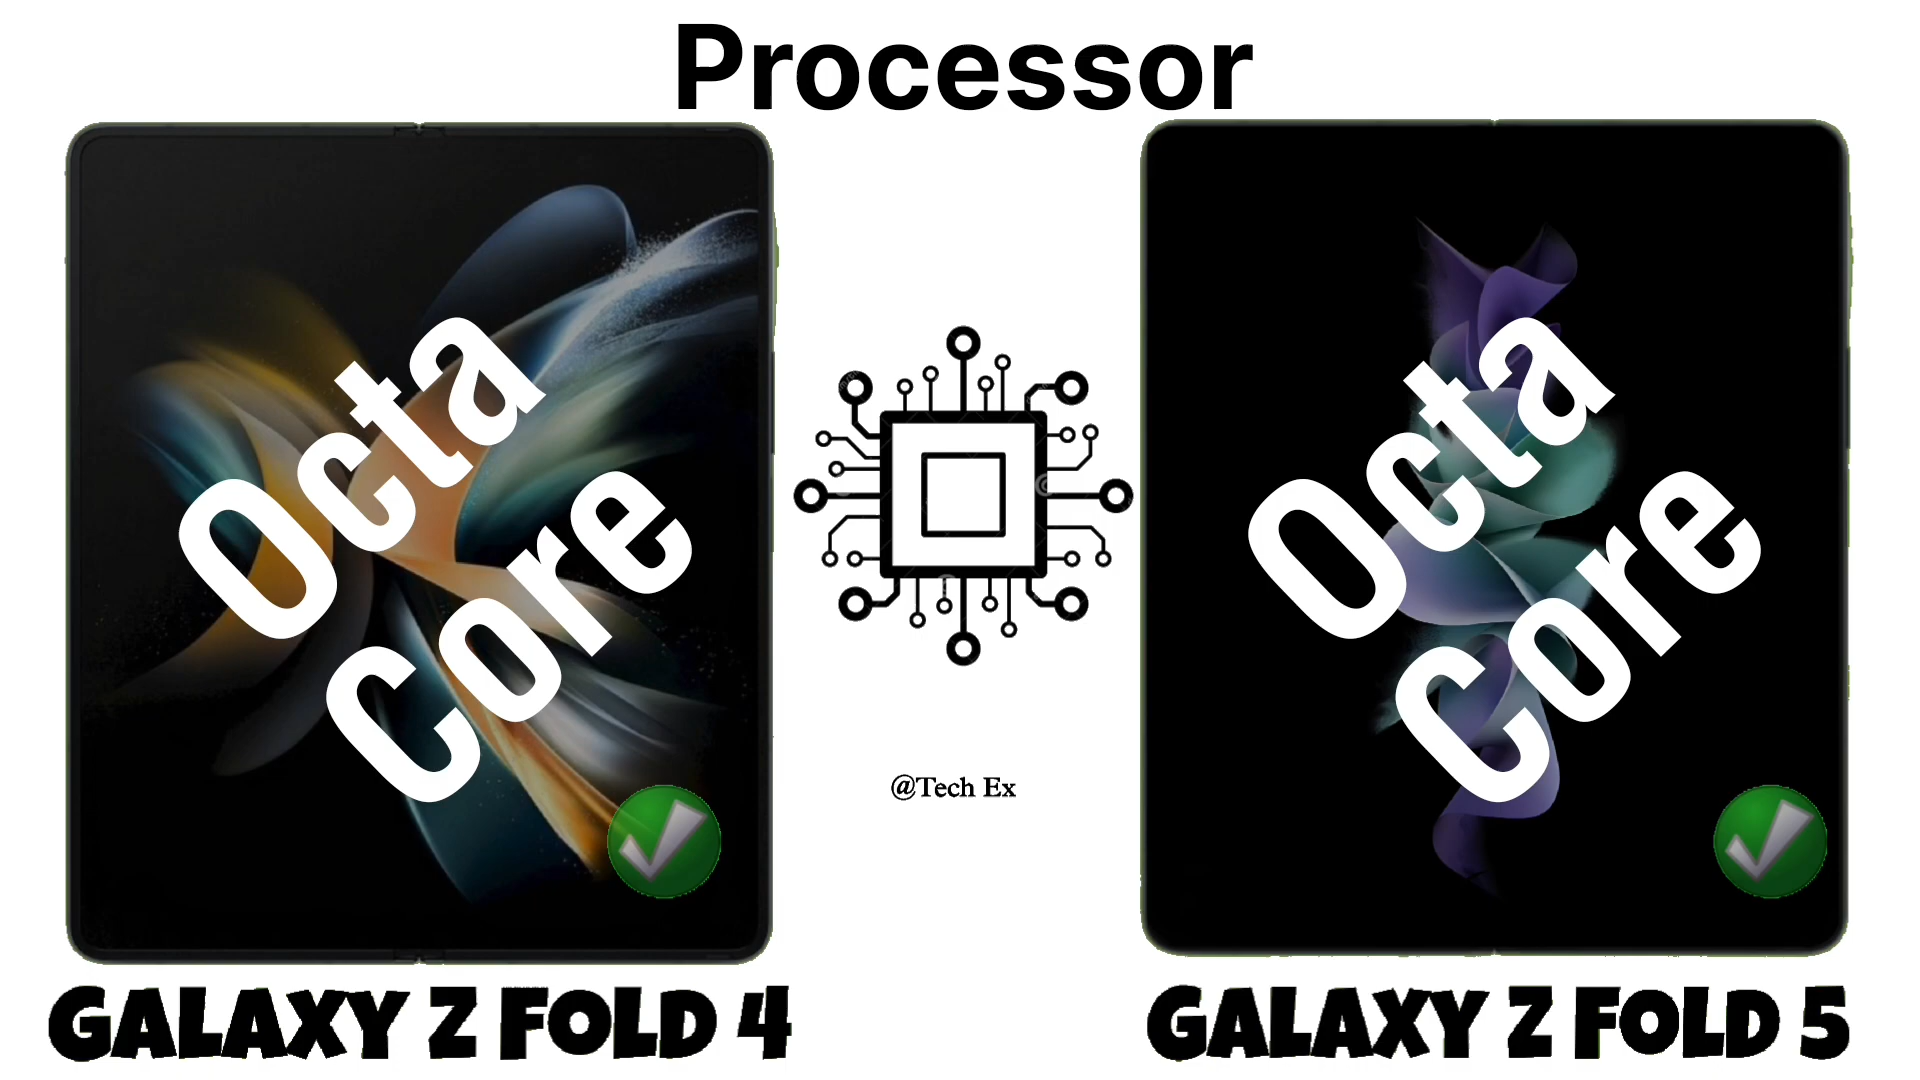 Processor
Octa
Core
Octa
Core
@Tech Ex
GALAXY Z FOLD 4
GALAXY Z FOLD 5